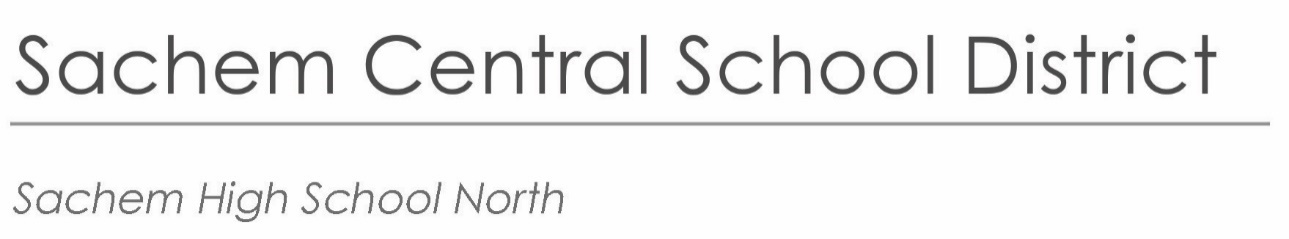 Sachem Central School District
Sachem High School North